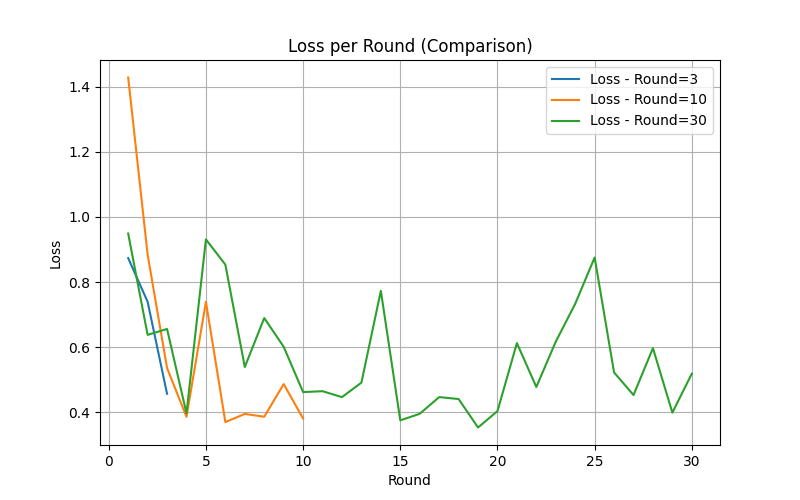 Loss per Round (Comparison)
Loss - Round=3
Loss - Round=10
Loss - Round=30
Loss
1.4
1.2
1.0
0.8
0.6
0.4
0 5 10 15 20 25 30
Round